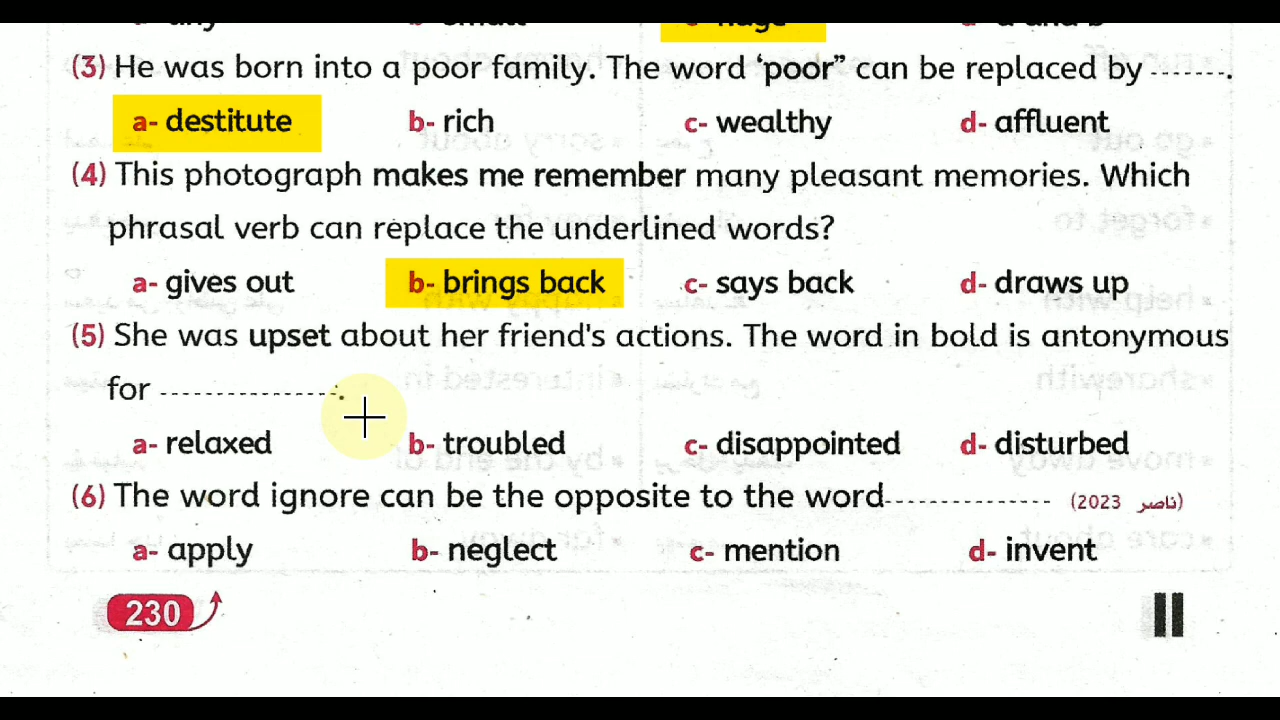 (3) He was born into a poor family. The word ‘poor” can be replaced by -------.
a- destitute b- rich c- wealthy d- affluent
(4) This photograph makes me remember many pleasant memories. Which
phrasal verb can replace the underlined words?
a- gives out b- brings back c- says back d- draws up
(5) She was upset about her friend's actions. The word in bold is antonymous
for ----------------.
a- relaxed b- troubled c- disappointed d- disturbed
(6) The word ignore can be the opposite to the word-------------- (ناصر 2023)
a- apply b- neglect c- mention d- invent
230